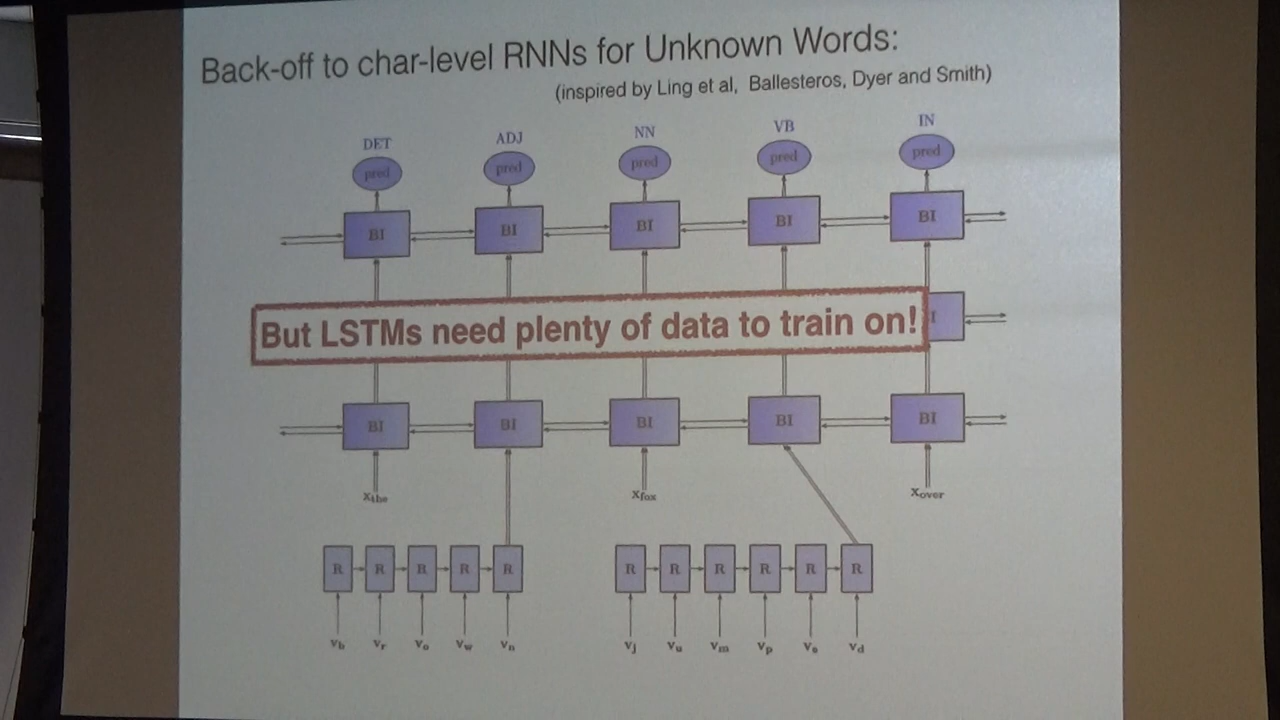 Back-off to char-level RNNs for Unknown Words:
(inspired by Ling et al, Ballesteros, Dyer and Smith)
DET ADJ NN VB IN
pred pred pred pred pred
BI BI BI BI BI
But LSTMs need plenty of data to train on! I
BI BI BI BI BI
xthe xfox xover
R R R R R R R R R R R
vb vr vo vw vn vj vu vm vp ve vd